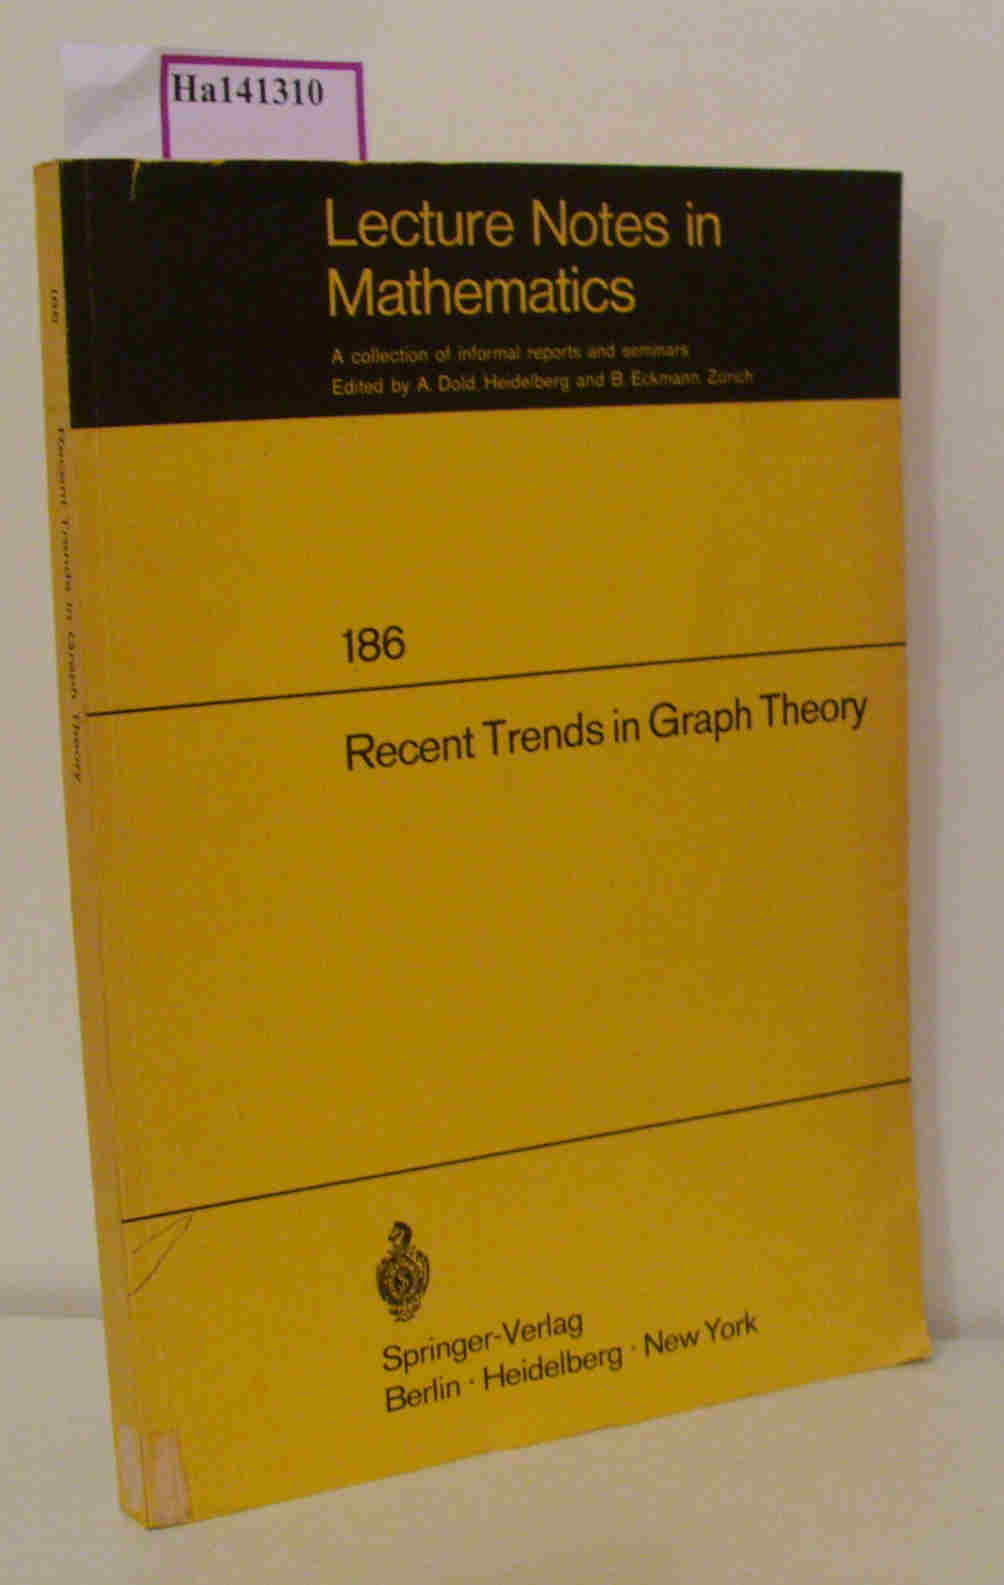 Ha141310
Lecture Notes in
Mathematics
A collection of informal reports and seminars
Edited by A. Dold, Heidelberg and B. Eckmann, Zürich
186
Recent Trends in Graph Theory
Springer-Verlag
Berlin · Heidelberg · New York
186
Recent Trends in Graph Theory